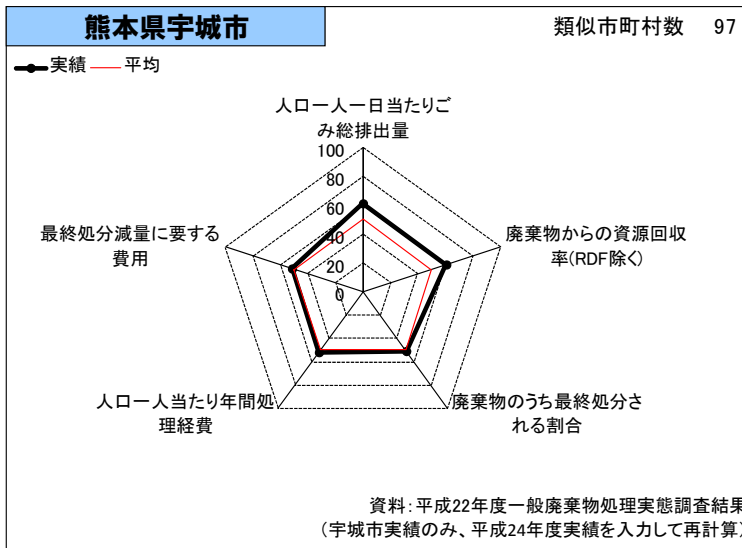 熊本県宇城市
類似市町村数 97
実績 平均
人口一人一日当たりご
み総排出量
100
80
60
40
20
0
最終処分減量に要する
費用
廃棄物からの資源回収
率(RDF除く)
人口一人当たり年間処
理経費
廃棄物のうち最終処分さ
れる割合
資料:平成22年度一般廃棄物処理実態調査結果
(宇城市実績のみ、平成24年度実績を入力して再計算)